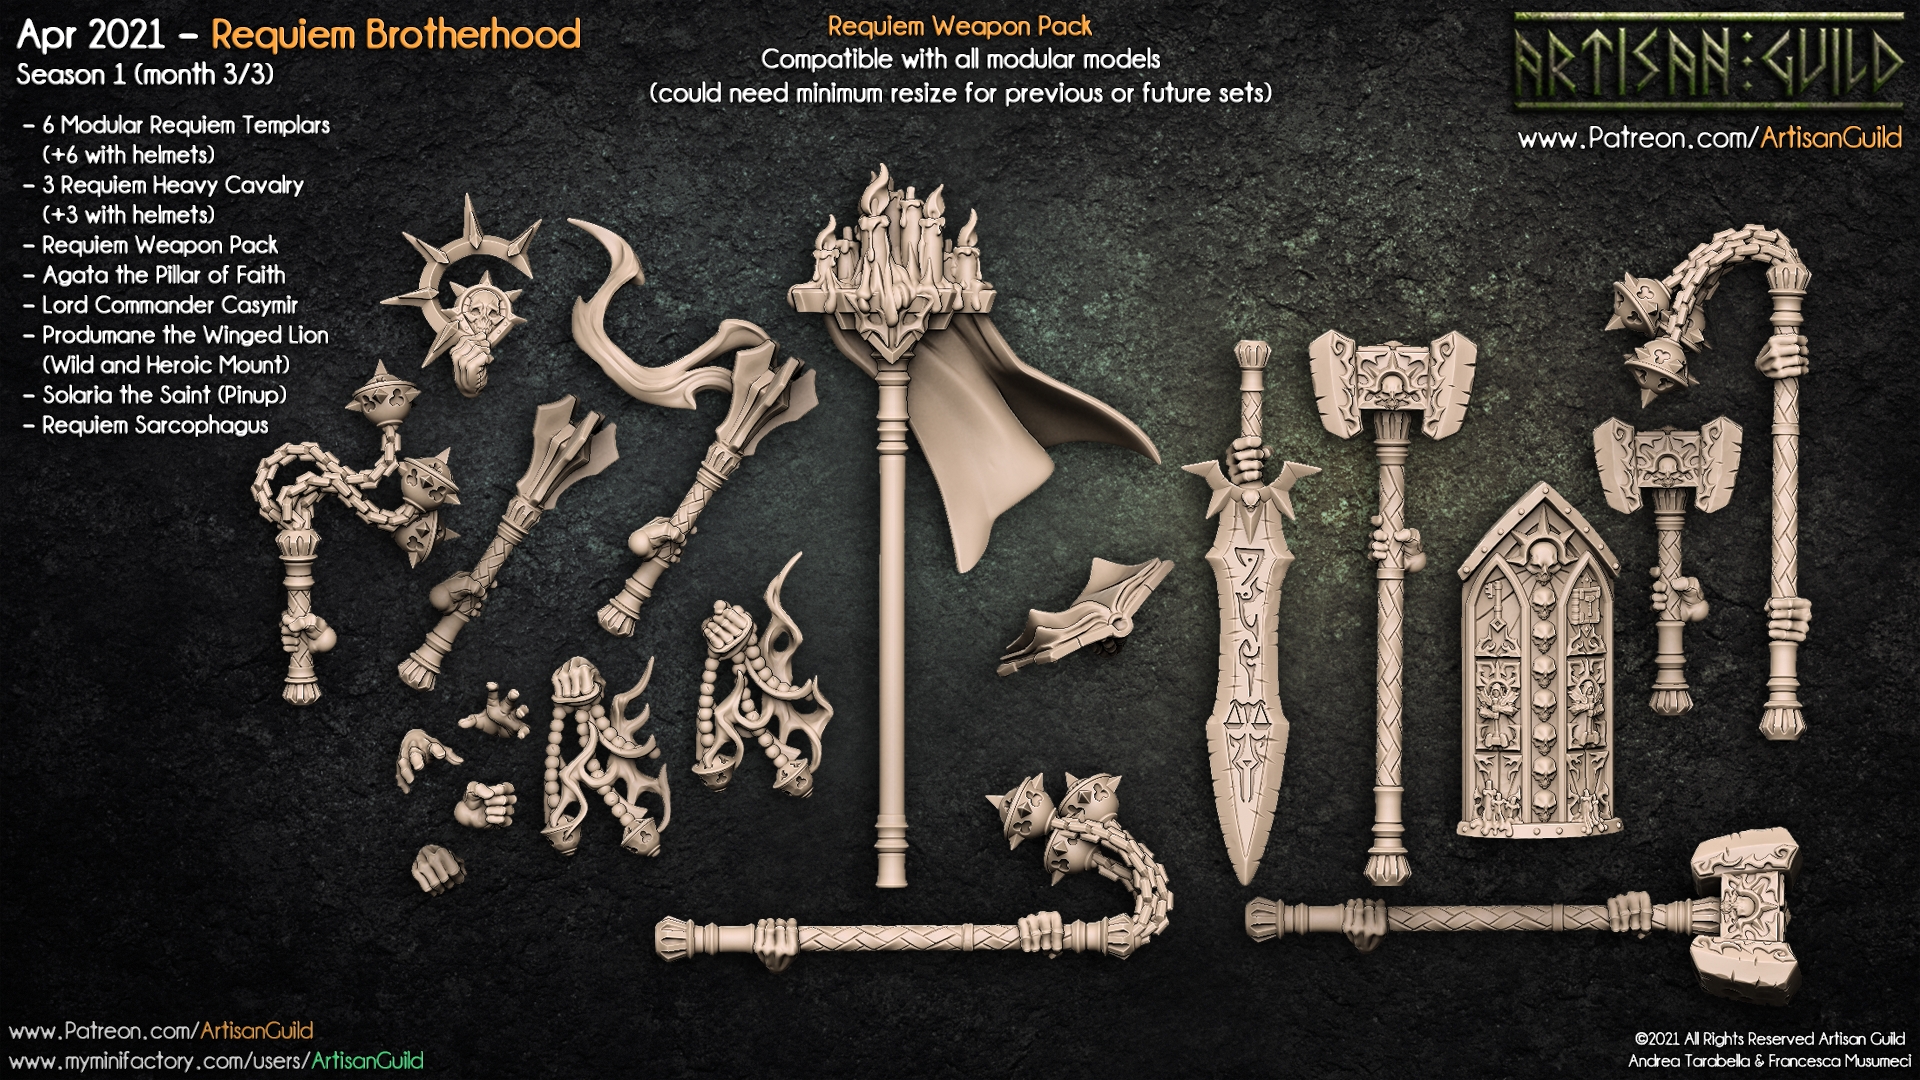 Apr 2021 – Requiem Brotherhood
Season 1 (month 3/3)
– 6 Modular Requiem Templars
(+6 with helmets)
– 3 Requiem Heavy Cavalry
(+3 with helmets)
– Requiem Weapon Pack
– Agata the Pillar of Faith
– Lord Commander Casymir
– Produmane the Winged Lion
(Wild and Heroic Mount)
– Solaria the Saint (Pinup)
– Requiem Sarcophagus
Requiem Weapon Pack
Compatible with all modular models
(could need minimum resize for previous or future sets)
ARTISAN:GUILD
www.Patreon.com/ArtisanGuild
www.Patreon.com/ArtisanGuild
www.myminifactory.com/users/ArtisanGuild
©2021 All Rights Reserved Artisan Guild
Andrea Tarabella & Francesca Musumeci